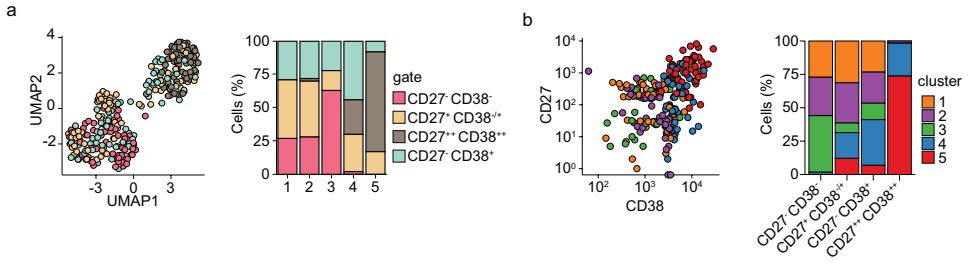 a
UMAP2
4
2
0
-2
-3
0
3
UMAP1
Cells (%)
100
75
50
25
0
1 2 3 4 5
gate
CD27⁻ CD38⁻
CD27⁺ CD38⁻/⁺
CD27⁺⁺ CD38⁺⁺
CD27⁻ CD38⁺
b
CD27
10⁴
10³
10²
10¹
10⁰
10² 10³ 10⁴
CD38
Cells (%)
100
75
50
25
0
CD27⁻ CD38⁻
CD27⁺ CD38⁻/⁺
CD27⁻ CD38⁺
CD27⁺⁺ CD38⁺⁺
cluster
1
2
3
4
5